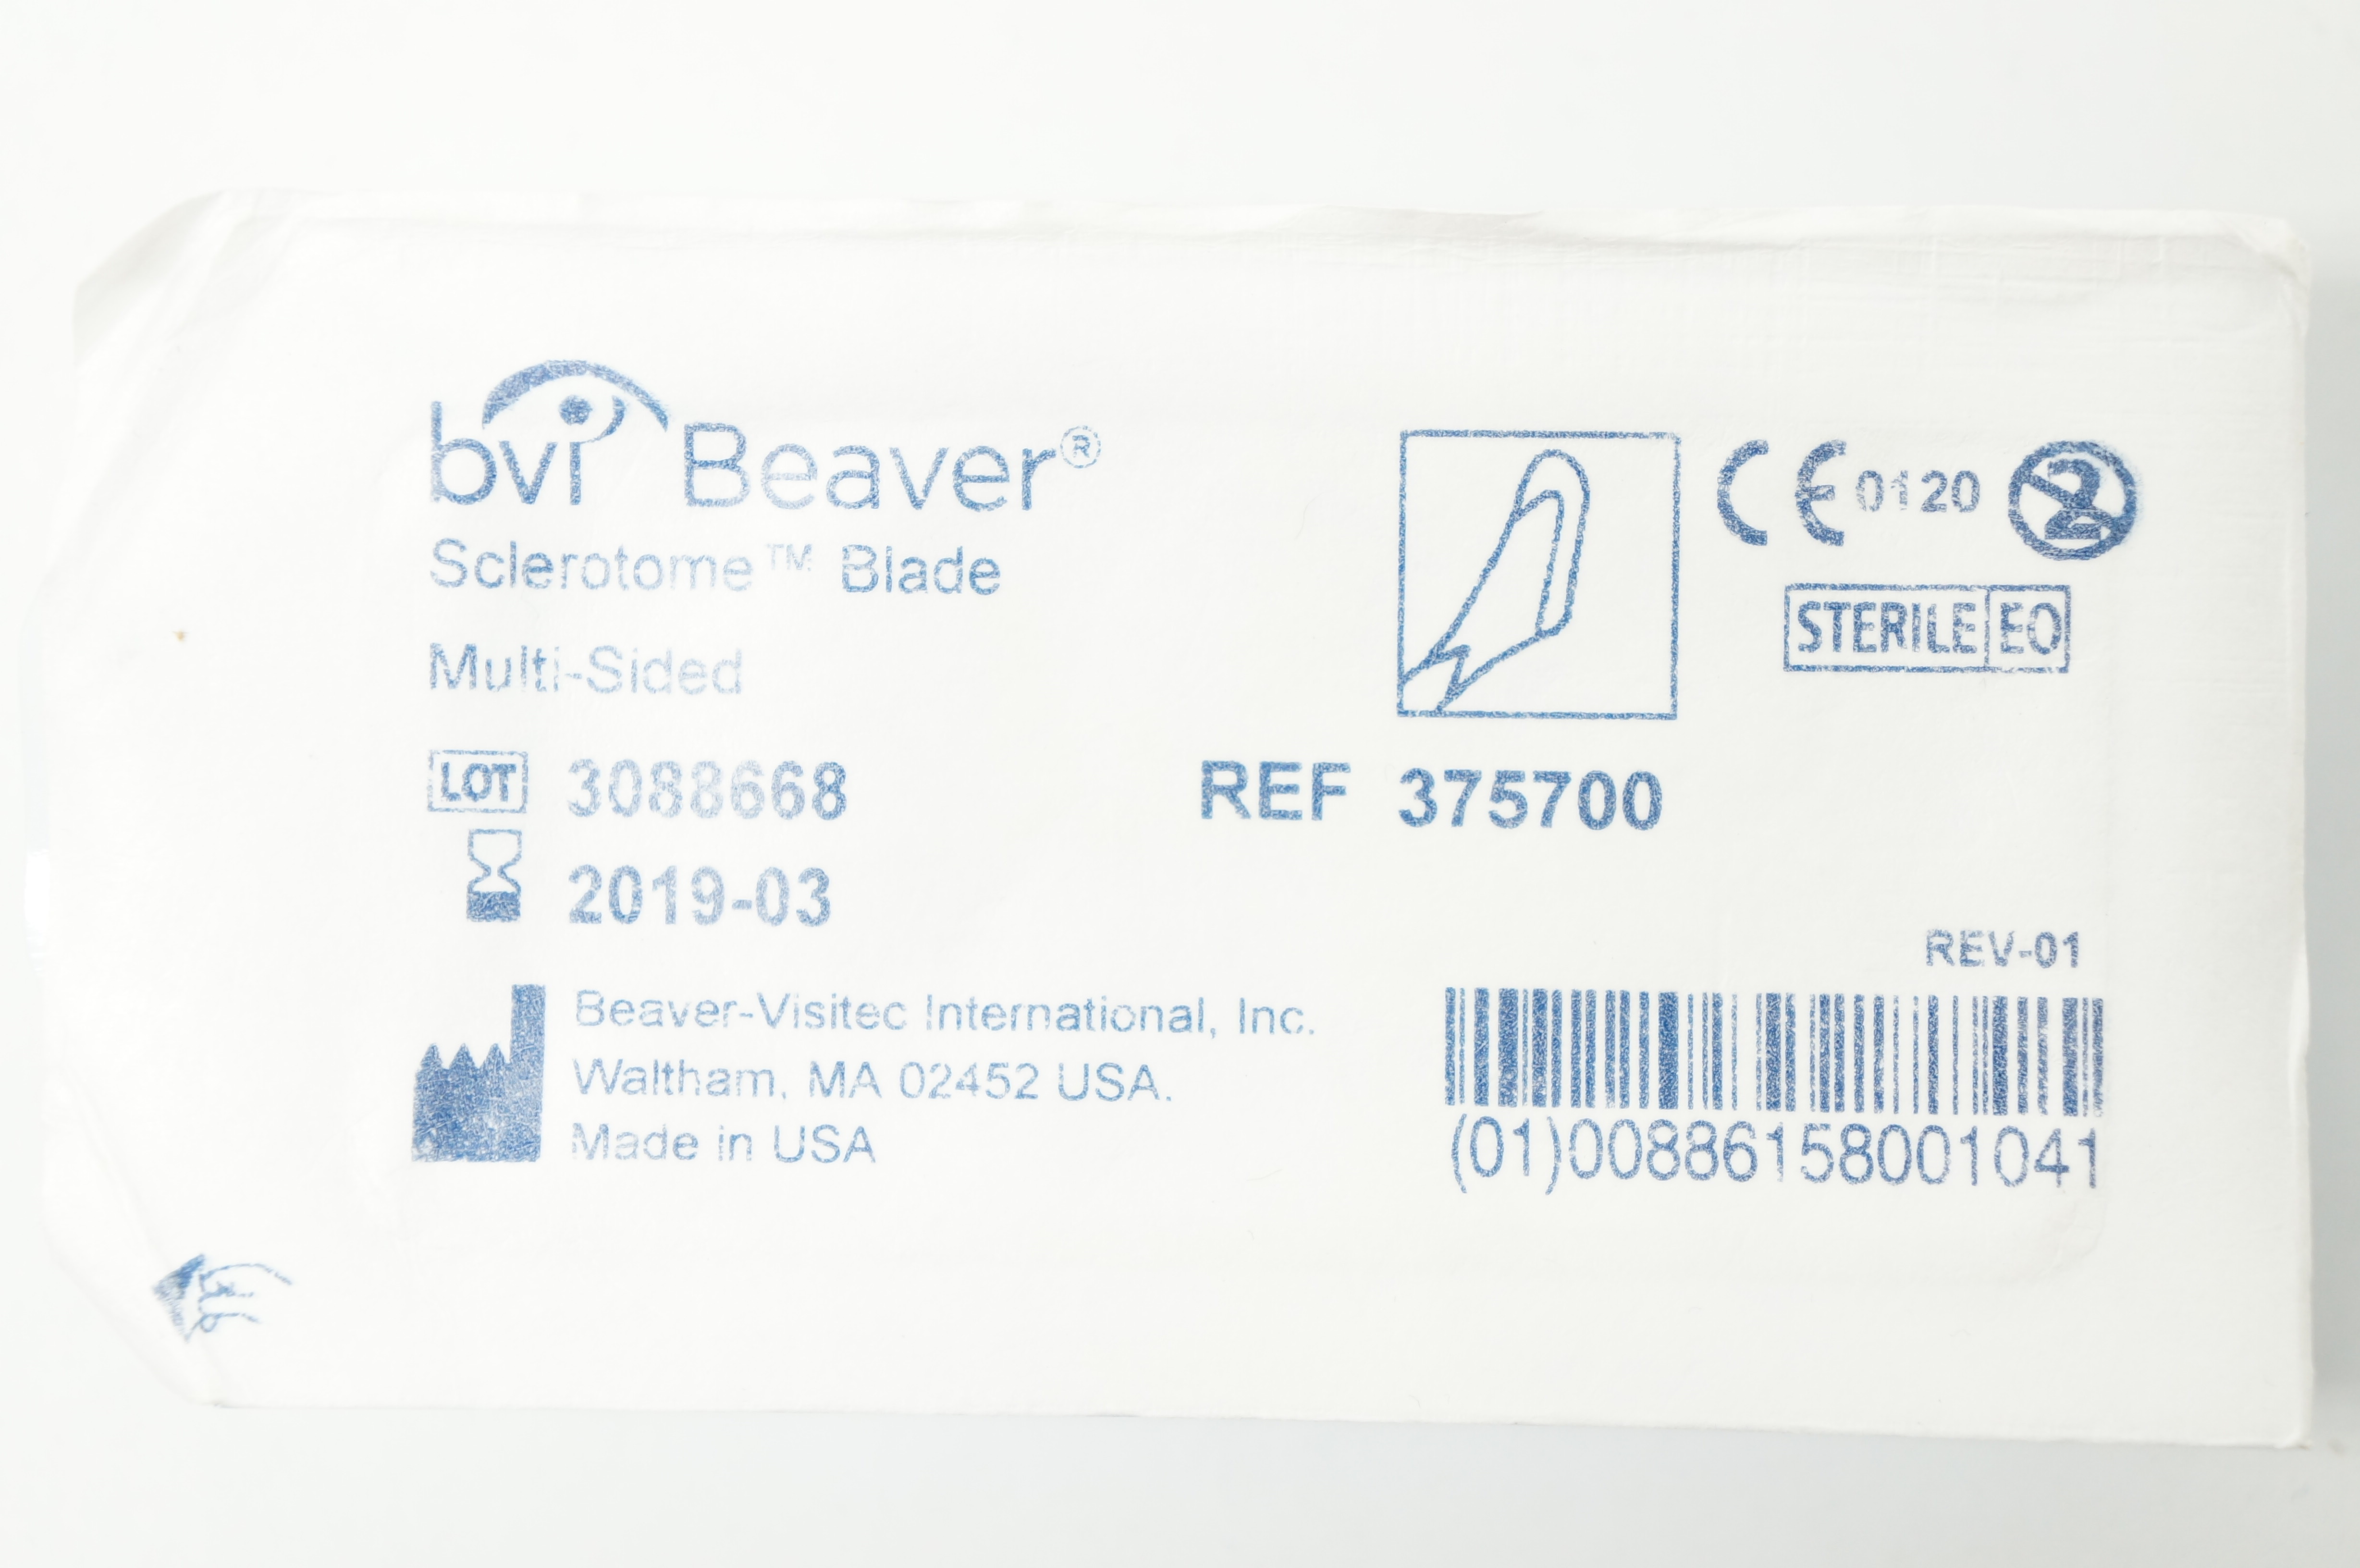 bvi Beaver®
Sclerotome™ Blade
Multi-Sided
CE 0120
2
STERILE EO
LOT 3088668
REF 375700
2019-03
REV-01
Beaver-Visitec International, Inc.
Waltham, MA 02452 USA.
Made in USA
(01)00886158001041